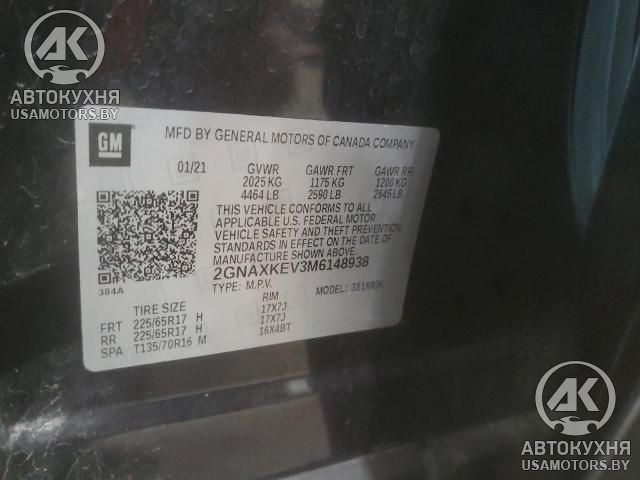 AK
АВТОКУХНЯ
USAMOTORS.BY
GM
MFD BY GENERAL MOTORS OF CANADA COMPANY
01/21 GVWR GAWR FRT GAWR RR
2025 KG 1175 KG 1200 KG
4464 LB 2590 LB 2645 LB
THIS VEHICLE CONFORMS TO ALL
APPLICABLE U.S. FEDERAL MOTOR
VEHICLE SAFETY AND THEFT PREVENTION
STANDARDS IN EFFECT ON THE DATE OF
MANUFACTURE SHOWN ABOVE.
384A
2GNAXKEV3M6148938
TYPE: M.P.V. MODEL: 381XR26
TIRE SIZE RIM
FRT 225/65R17 H 17X7J
RR 225/65R17 H 17X7J
SPA T135/70R16 M 16X4BT
AK
АВТОКУХНЯ
USAMOTORS.BY